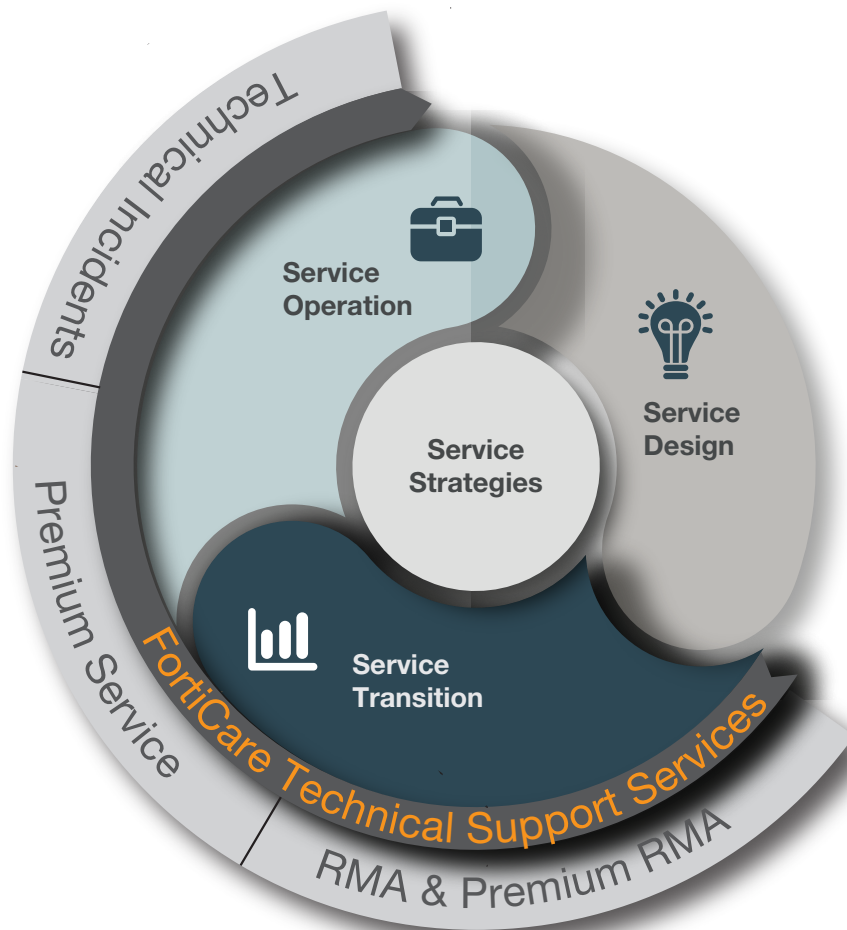 Technical Incidents
Service
Operation
Service
Design
Service
Strategies
Premium Service
Service
Transition
FortiCare Technical Support Services
RMA & Premium RMA